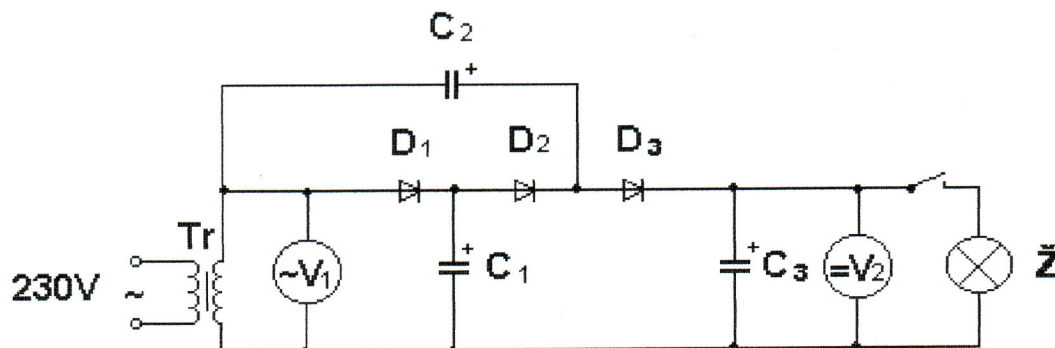 C2
+
D1 D2 D3
Tr
230V ~
~V1
+
C1
+
C3
=V2
Ž